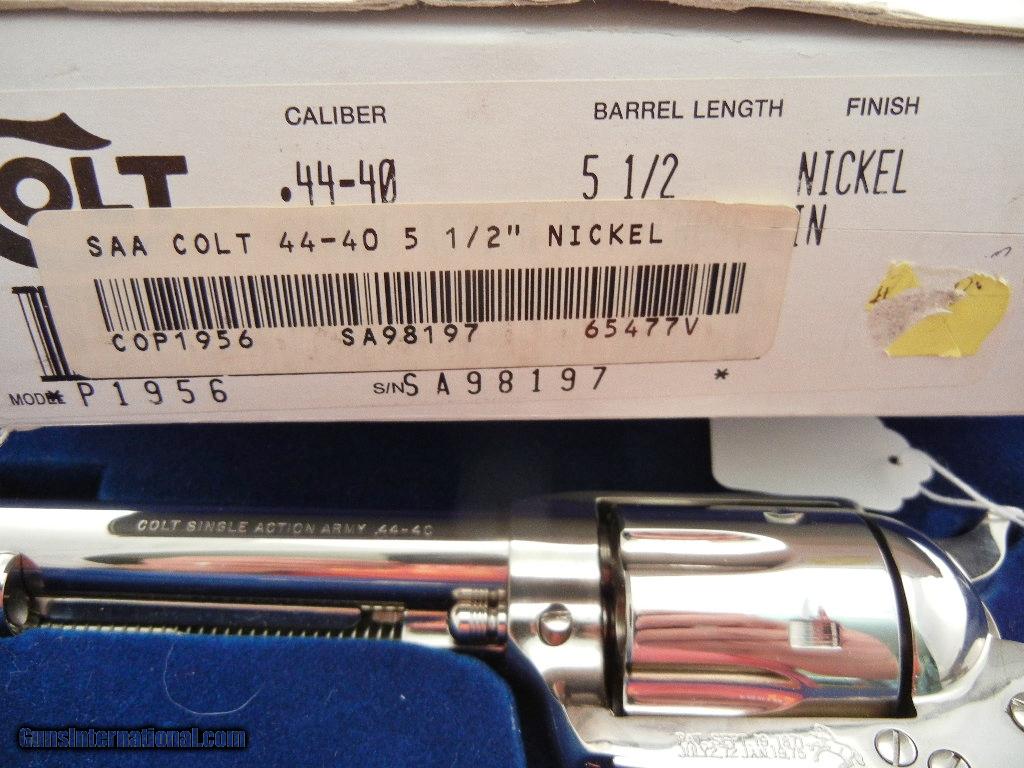 CALIBER BARREL LENGTH FINISH
COLT .44-40 5 1/2 NICKEL
IN
SAA COLT 44-40 5 1/2" NICKEL
COP1956 SA98197 65477V
MODEL * P1956 S/N SA98197 *
COLT SINGLE ACTION ARMY .44-40
GunsInternational.com